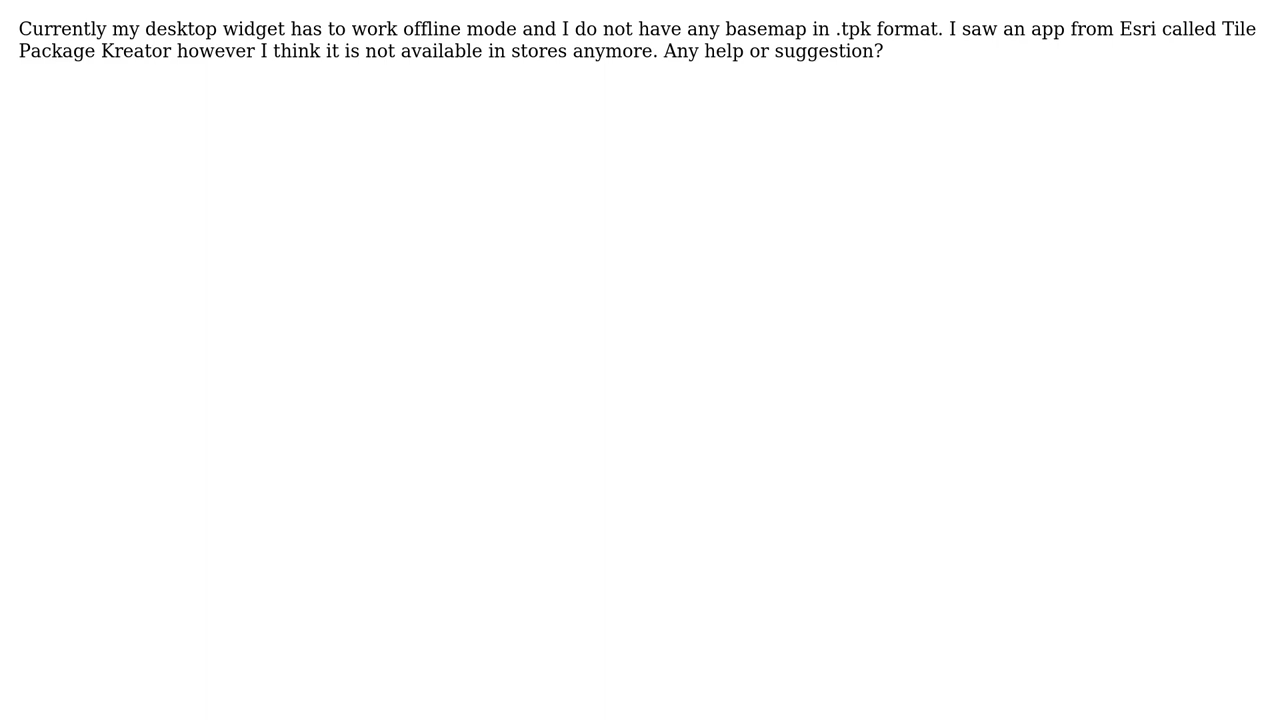 Currently my desktop widget has to work offline mode and I do not have any basemap in .tpk format. I saw an app from Esri called Tile
Package Kreator however I think it is not available in stores anymore. Any help or suggestion?